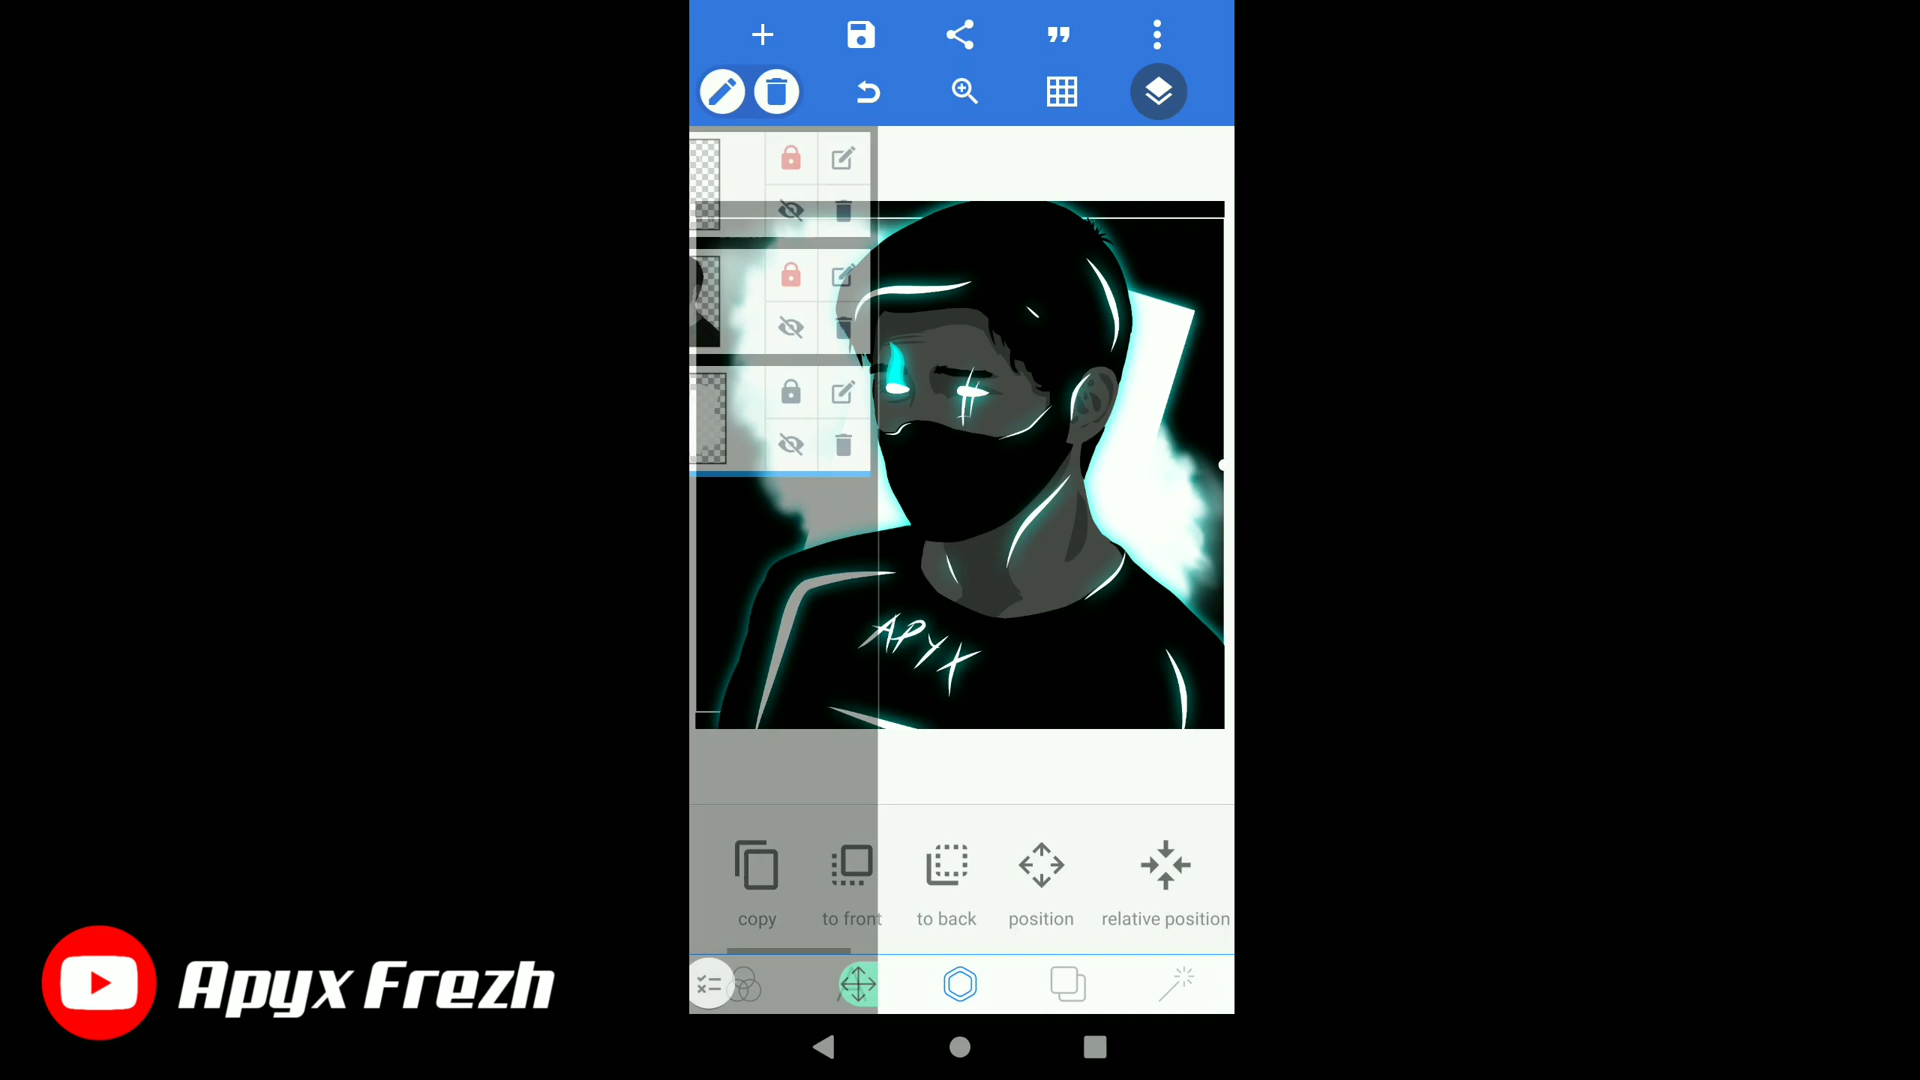 APYX
copy
to front
to back
position
relative position
Apyx Frezh